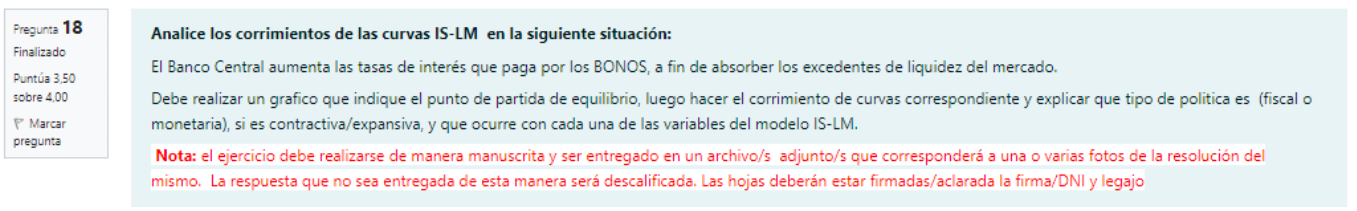 Pregunta 18
Finalizado
Puntúa 3,50
sobre 4,00
Marcar
pregunta
Analice los corrimientos de las curvas IS-LM en la siguiente situación:
El Banco Central aumenta las tasas de interés que paga por los BONOS, a fin de absorber los excedentes de liquidez del mercado.
Debe realizar un grafico que indique el punto de partida de equilibrio, luego hacer el corrimiento de curvas correspondiente y explicar que tipo de politica es (fiscal o
monetaria), si es contractiva/expansiva, y que ocurre con cada una de las variables del modelo IS-LM.
Nota: el ejercicio debe realizarse de manera manuscrita y ser entregado en un archivo/s adjunto/s que corresponderá a una o varias fotos de la resolución del
mismo. La respuesta que no sea entregada de esta manera será descalificada. Las hojas deberán estar firmadas/aclarada la firma/DNI y legajo